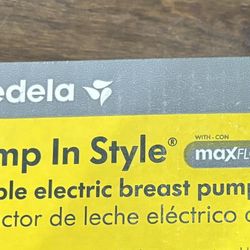 edela
mp In Style®
WITH - CON
maxFL
ble electric breast pump
ctor de leche eléctrico d